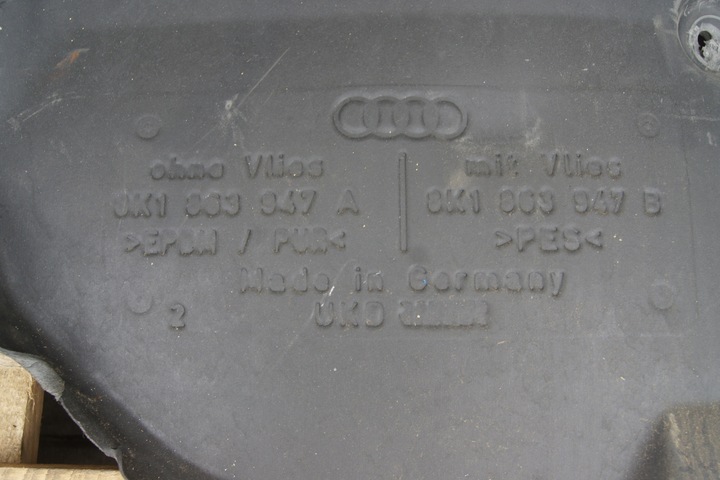 ohne Vlies
8K1 863 947 A
>EPDM / PUR<
mit Vlies
8K1 863 947 B
>PES<
Made in Germany
2
UKD